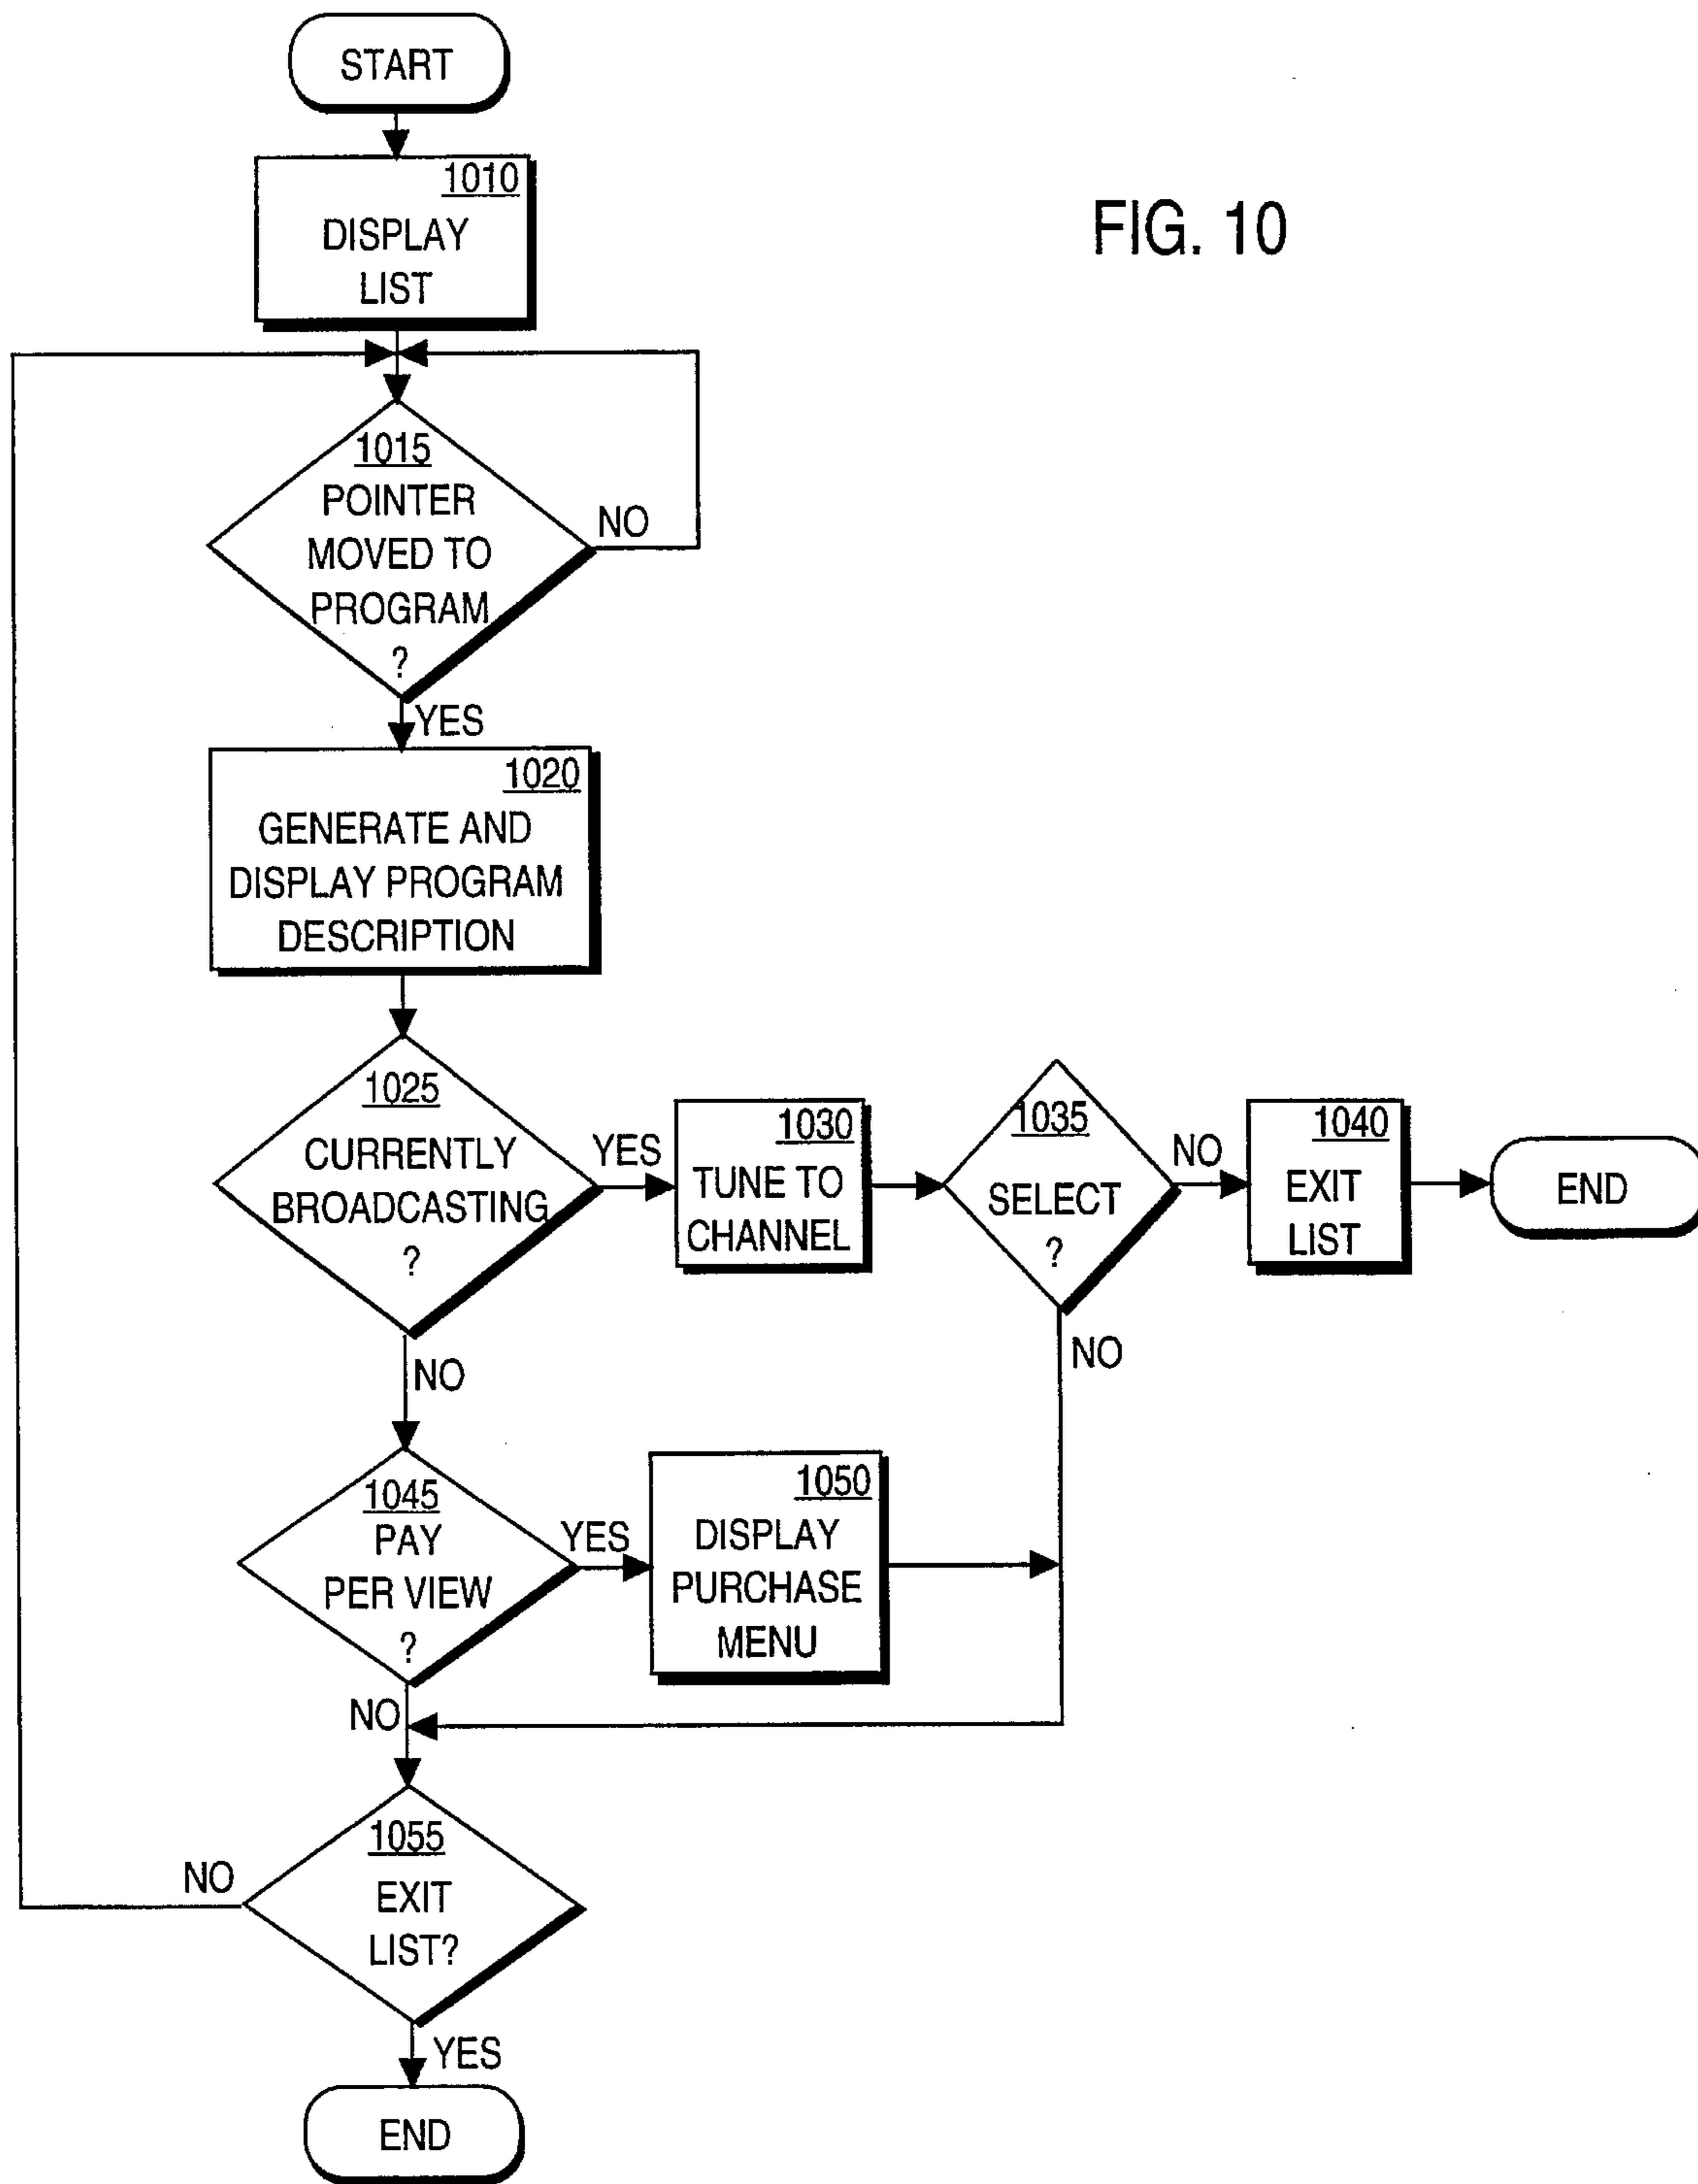 START
1010
DISPLAY
LIST
FIG. 10
1015
POINTER
MOVED TO
PROGRAM
?
NO
YES
1020
GENERATE AND
DISPLAY PROGRAM
DESCRIPTION
1025
CURRENTLY
BROADCASTING
?
YES
1030
TUNE TO
CHANNEL
1035
SELECT
?
NO
1040
EXIT
LIST
END
NO
NO
1045
PAY
PER VIEW
?
YES
1050
DISPLAY
PURCHASE
MENU
NO
1055
EXIT
LIST?
NO
YES
END